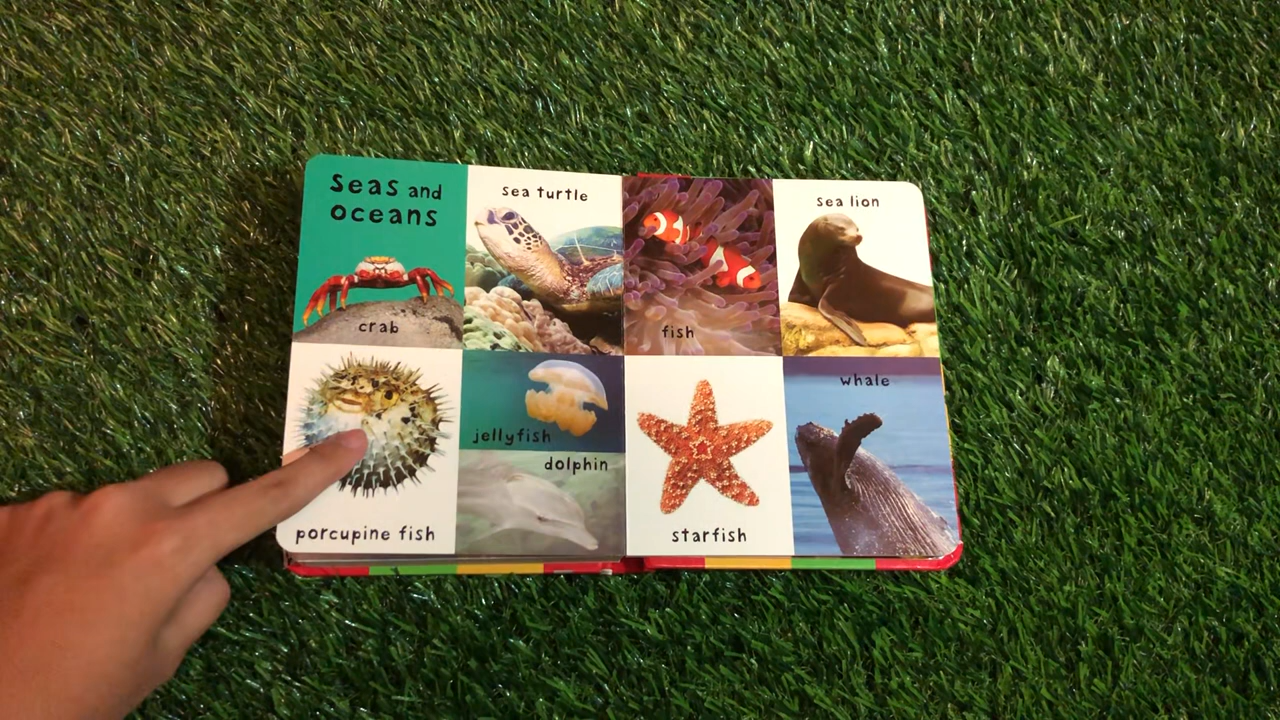 Seas and
oceans
crab
sea turtle
porcupine fish
jellyfish
dolphin
fish
sea lion
starfish
whale